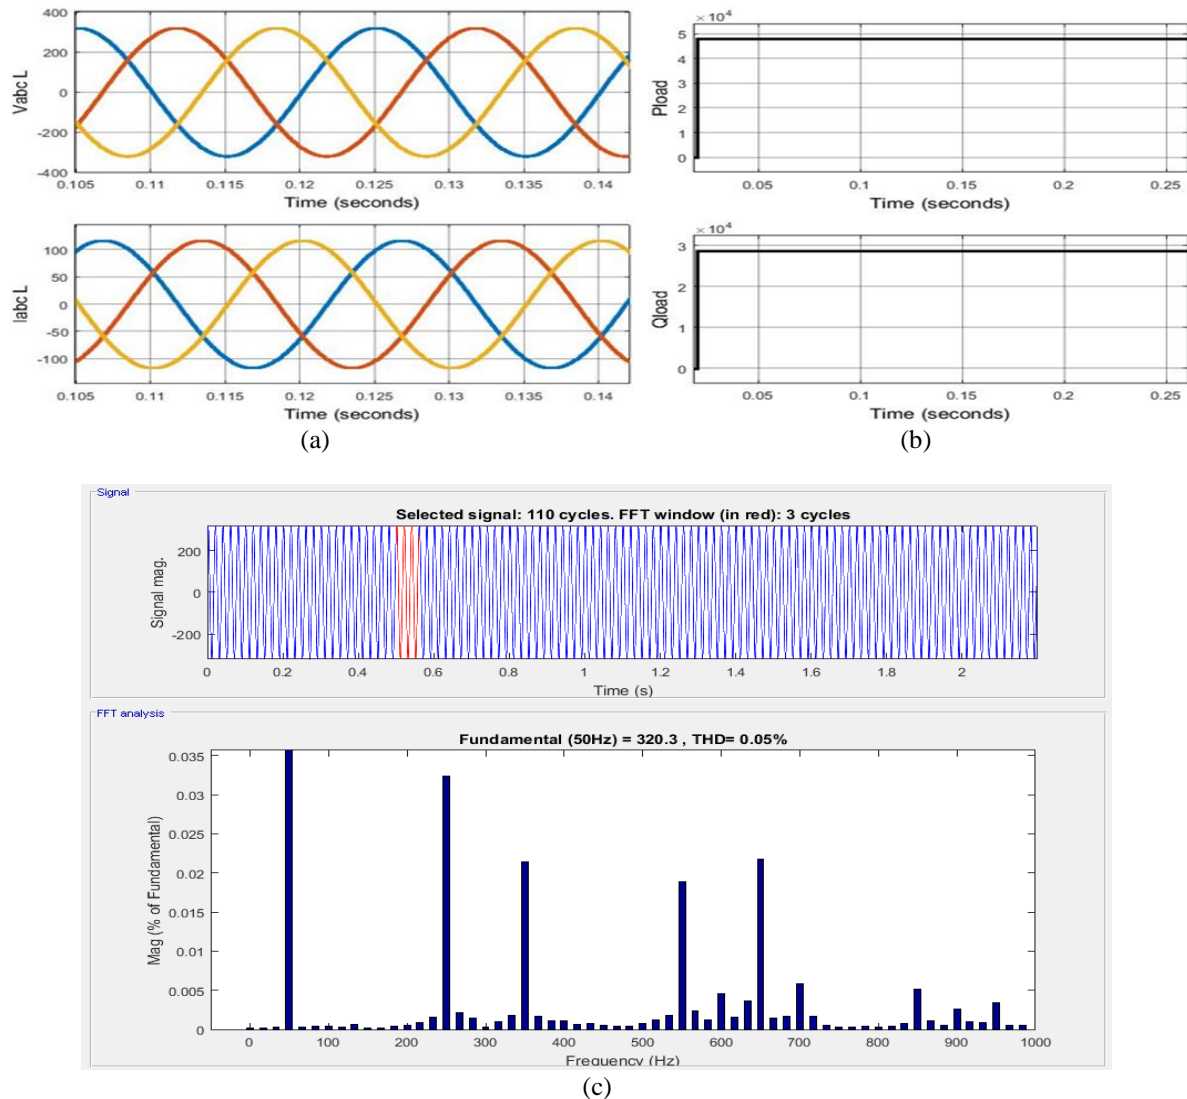 400
200
0
-200
-400
Vabc L
0.105 0.11 0.115 0.12 0.125 0.13 0.135 0.14
Time (seconds)
×10⁴
5
4
3
2
1
0
Pload
0.05 0.1 0.15 0.2 0.25
Time (seconds)
100
50
0
-50
-100
Iabc L
0.105 0.11 0.115 0.12 0.125 0.13 0.135 0.14
Time (seconds)
×10⁴
3
2
1
0
Qload
0.05 0.1 0.15 0.2 0.25
Time (seconds)
(a)
(b)
Signal
Selected signal: 110 cycles. FFT window (in red): 3 cycles
200
0
-200
Signal mag.
0 0.2 0.4 0.6 0.8 1 1.2 1.4 1.6 1.8 2
Time (s)
FFT analysis
Fundamental (50Hz) = 320.3 , THD= 0.05%
0.035
0.03
0.025
0.02
0.015
0.01
0.005
0
Mag (% of Fundamental)
0 100 200 300 400 500 600 700 800 900 1000
Frequency (Hz)
(c)